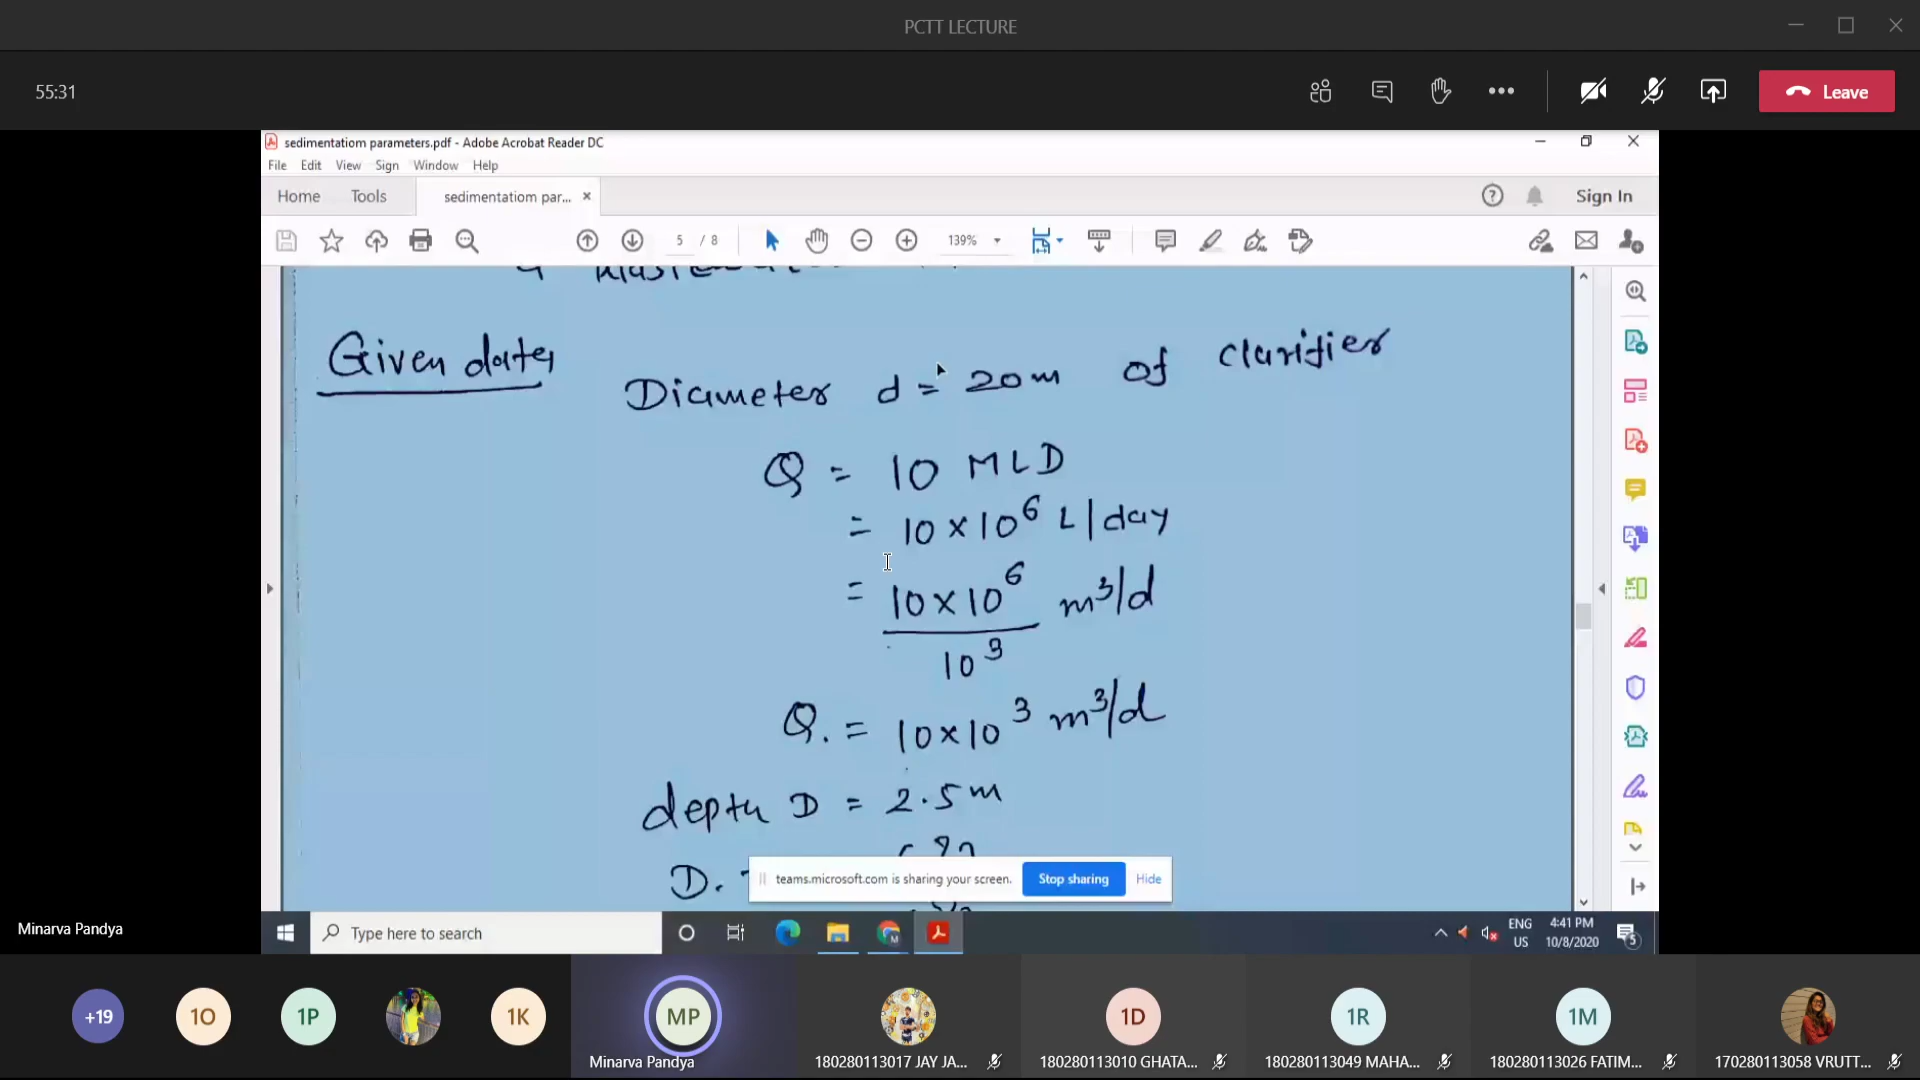 PCTT LECTURE
55:31
Leave
sedimentatiom parameters.pdf - Adobe Acrobat Reader DC
File Edit View Sign Window Help
Home Tools sedimentatiom par... × Sign In
5 / 8 139%
Given data
Diameter d = 20m of clarifier
Q = 10 MLD
= 10×10⁶ L/day
= 10×10⁶ m³/d
10³
Q. = 10×10³ m³/d
depth D = 2.5m
D.
teams.microsoft.com is sharing your screen. Stop sharing Hide
Minarva Pandya
Type here to search
ENG
US
4:41 PM
10/8/2020
5
+19 1O 1P 1K MP 1D 1R 1M
Minarva Pandya 180280113017 JAY JA... 180280113010 GHATA... 180280113049 MAHA... 180280113026 FATIM... 170280113058 VRUTT...